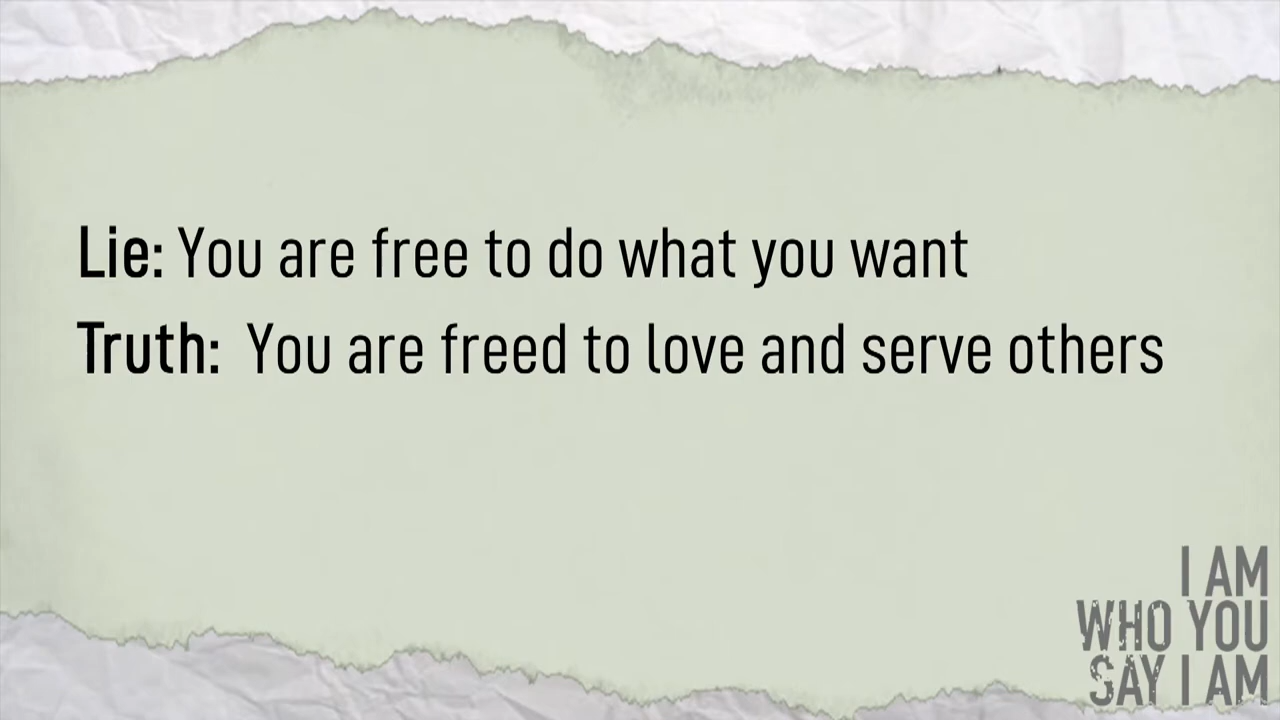 Lie: You are free to do what you want
Truth: You are freed to love and serve others
I AM
WHO YOU
SAY I AM